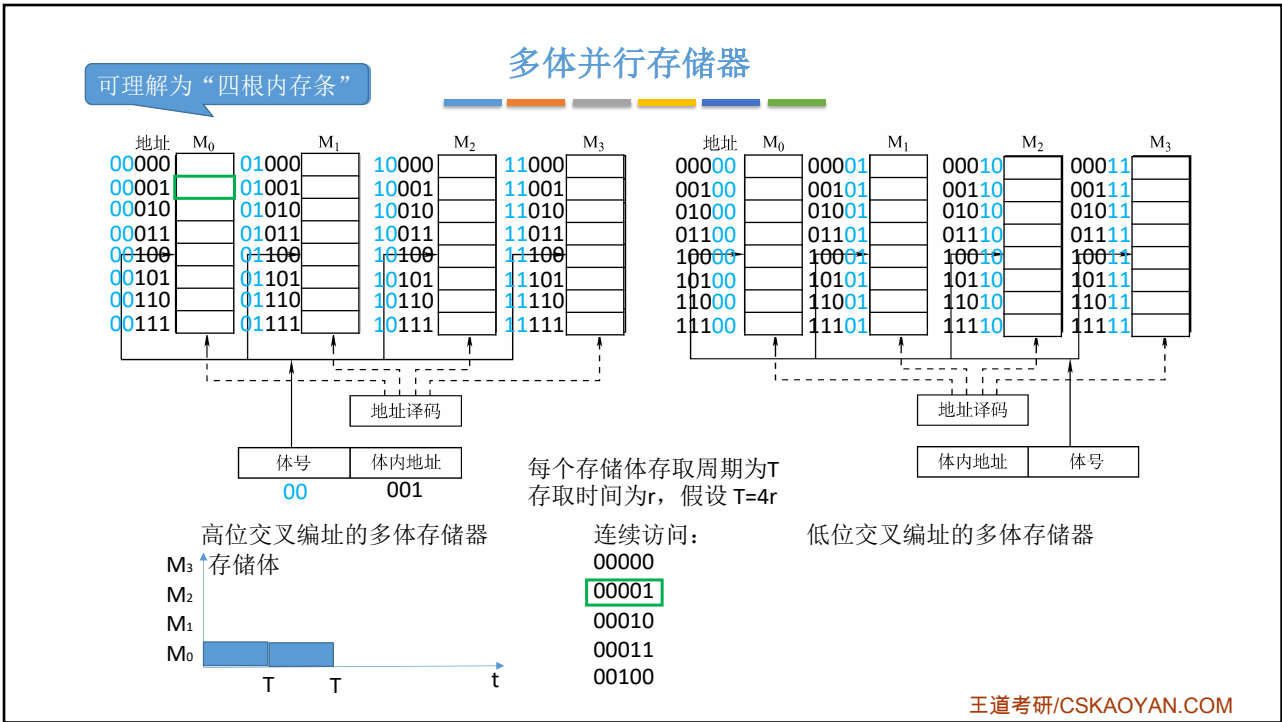 多体并行存储器
可理解为“四根内存条”
地址 M0 M1 M2 M3
00000 01000 10000 11000
00001 01001 10001 11001
00010 01010 10010 11010
00011 01011 10011 11011
00100 01100 10100 11100
00101 01101 10101 11101
00110 01110 10110 11110
00111 01111 10111 11111
地址译码
体号 体内地址
00 001
高位交叉编址的多体存储器
地址 M0 M1 M2 M3
00000 00001 00010 00011
00100 00101 00110 00111
01000 01001 01010 01011
01100 01101 01110 01111
10000 10001 10010 10011
10100 10101 10110 10111
11000 11001 11010 11011
11100 11101 11110 11111
地址译码
体内地址 体号
低位交叉编址的多体存储器
每个存储体存取周期为T
存取时间为r，假设 T=4r
连续访问：
00000
00001
00010
00011
00100
存储体
M3
M2
M1
M0
T T t
王道考研/CSKAOYAN.COM